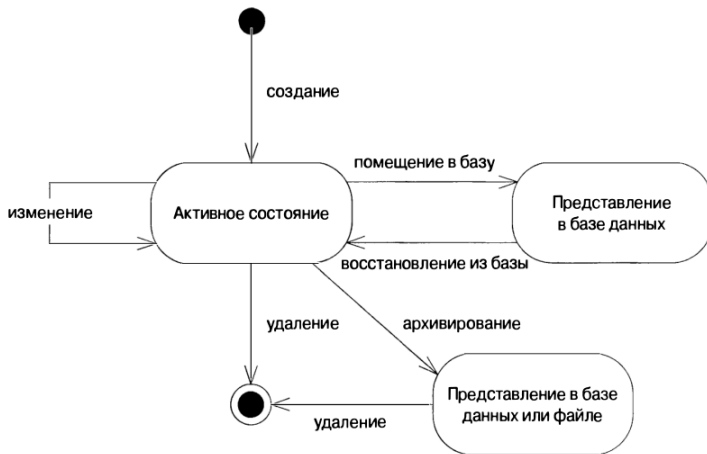 создание
помещение в базу
Представление
в базе данных
изменение
Активное состояние
восстановление из базы
удаление
архивирование
Представление в базе
данных или файле
удаление